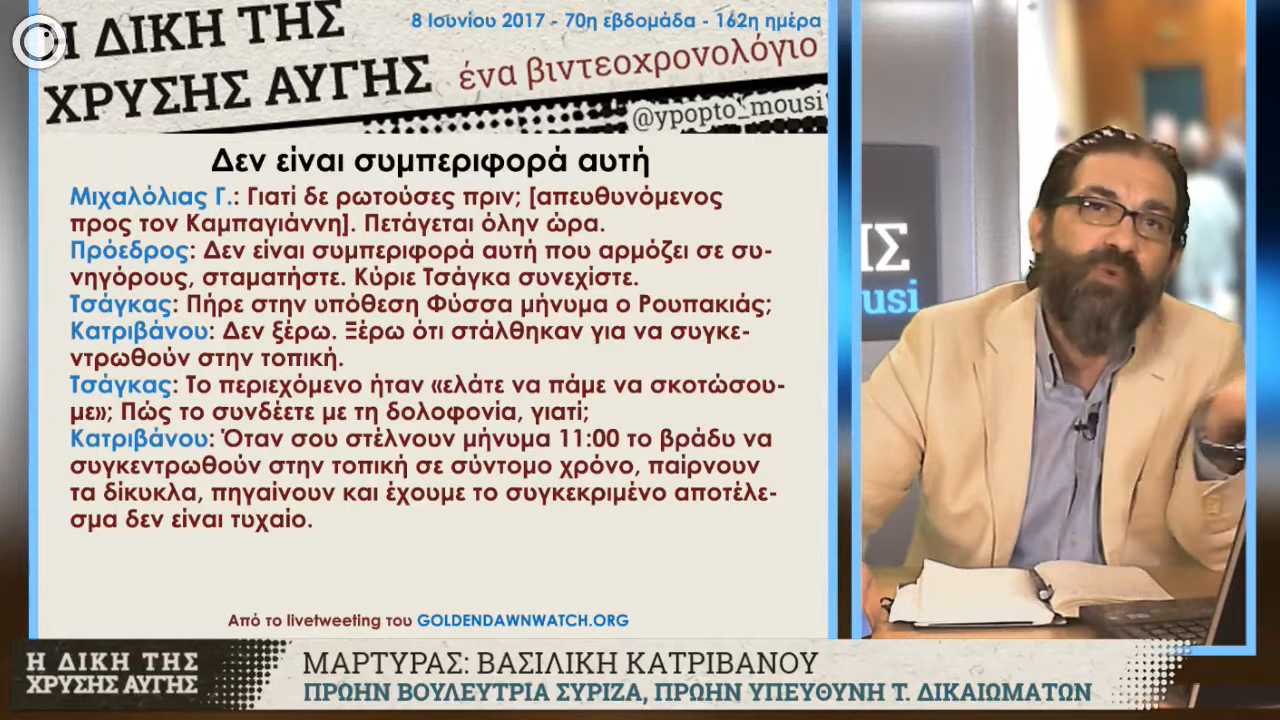 Η ΔΙΚΗ ΤΗΣ
ΧΡΥΣΗΣ ΑΥΓΗΣ
8 Ιουνίου 2017 - 70η εβδομάδα - 162η ημέρα
ένα βιντεοχρονολόγιο
@ypopto_mousi
Δεν είναι συμπεριφορά αυτή
Μιχαλόλιας Γ.: Γιατί δε ρωτούσες πριν; [απευθυνόμενος
προς τον Καμπαγιάννη]. Πετάγεται όλην ώρα.
Πρόεδρος: Δεν είναι συμπεριφορά αυτή που αρμόζει σε συ-
νηγόρους, σταματήστε. Κύριε Τσάγκα συνεχίστε.
Τσάγκας: Πήρε στην υπόθεση Φύσσα μήνυμα ο Ρουπακιάς;
Κατριβάνου: Δεν ξέρω. Ξέρω ότι στάλθηκαν για να συγκε-
ντρωθούν στην τοπική.
Τσάγκας: Το περιεχόμενο ήταν «ελάτε να πάμε να σκοτώσου-
με»; Πώς το συνδέετε με τη δολοφονία, γιατί;
Κατριβάνου: Όταν σου στέλνουν μήνυμα 11:00 το βράδυ να
συγκεντρωθούν στην τοπική σε σύντομο χρόνο, παίρνουν
τα δίκυκλα, πηγαίνουν και έχουμε το συγκεκριμένο αποτέλε-
σμα δεν είναι τυχαίο.
Από το livetweeting του GOLDENDAWNWATCH.ORG
ΗΣ
ousi
Η ΔΙΚΗ ΤΗΣ
ΧΡΥΣΗΣ ΑΥΓΗΣ
ΜΑΡΤΥΡΑΣ: ΒΑΣΙΛΙΚΗ ΚΑΤΡΙΒΑΝΟΥ
ΠΡΩΗΝ ΒΟΥΛΕΥΤΡΙΑ ΣΥΡΙΖΑ, ΠΡΩΗΝ ΥΠΕΥΘΥΝΗ Τ. ΔΙΚΑΙΩΜΑΤΩΝ